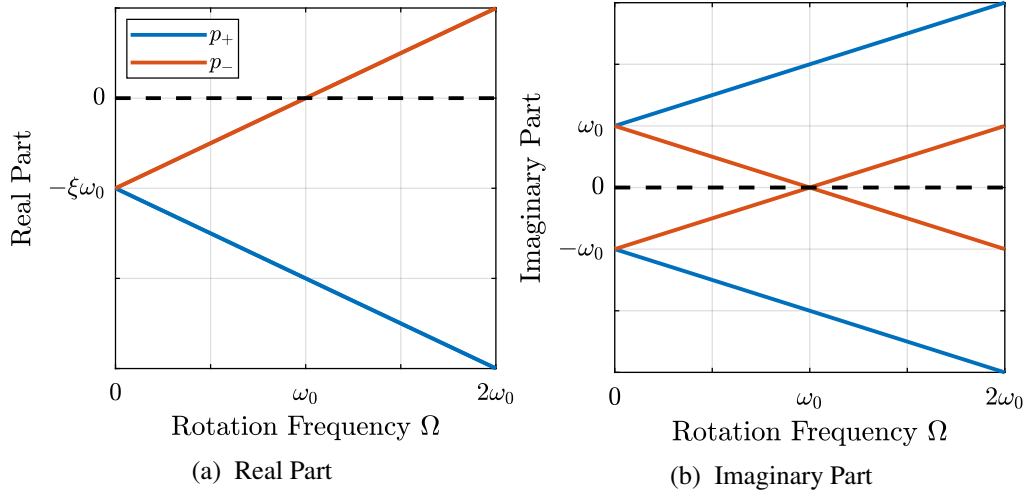 p₊
p₋
0
−ξω₀
Real Part
0
ω₀
2ω₀
Rotation Frequency Ω
(a) Real Part
ω₀
0
−ω₀
Imaginary Part
0
ω₀
2ω₀
Rotation Frequency Ω
(b) Imaginary Part